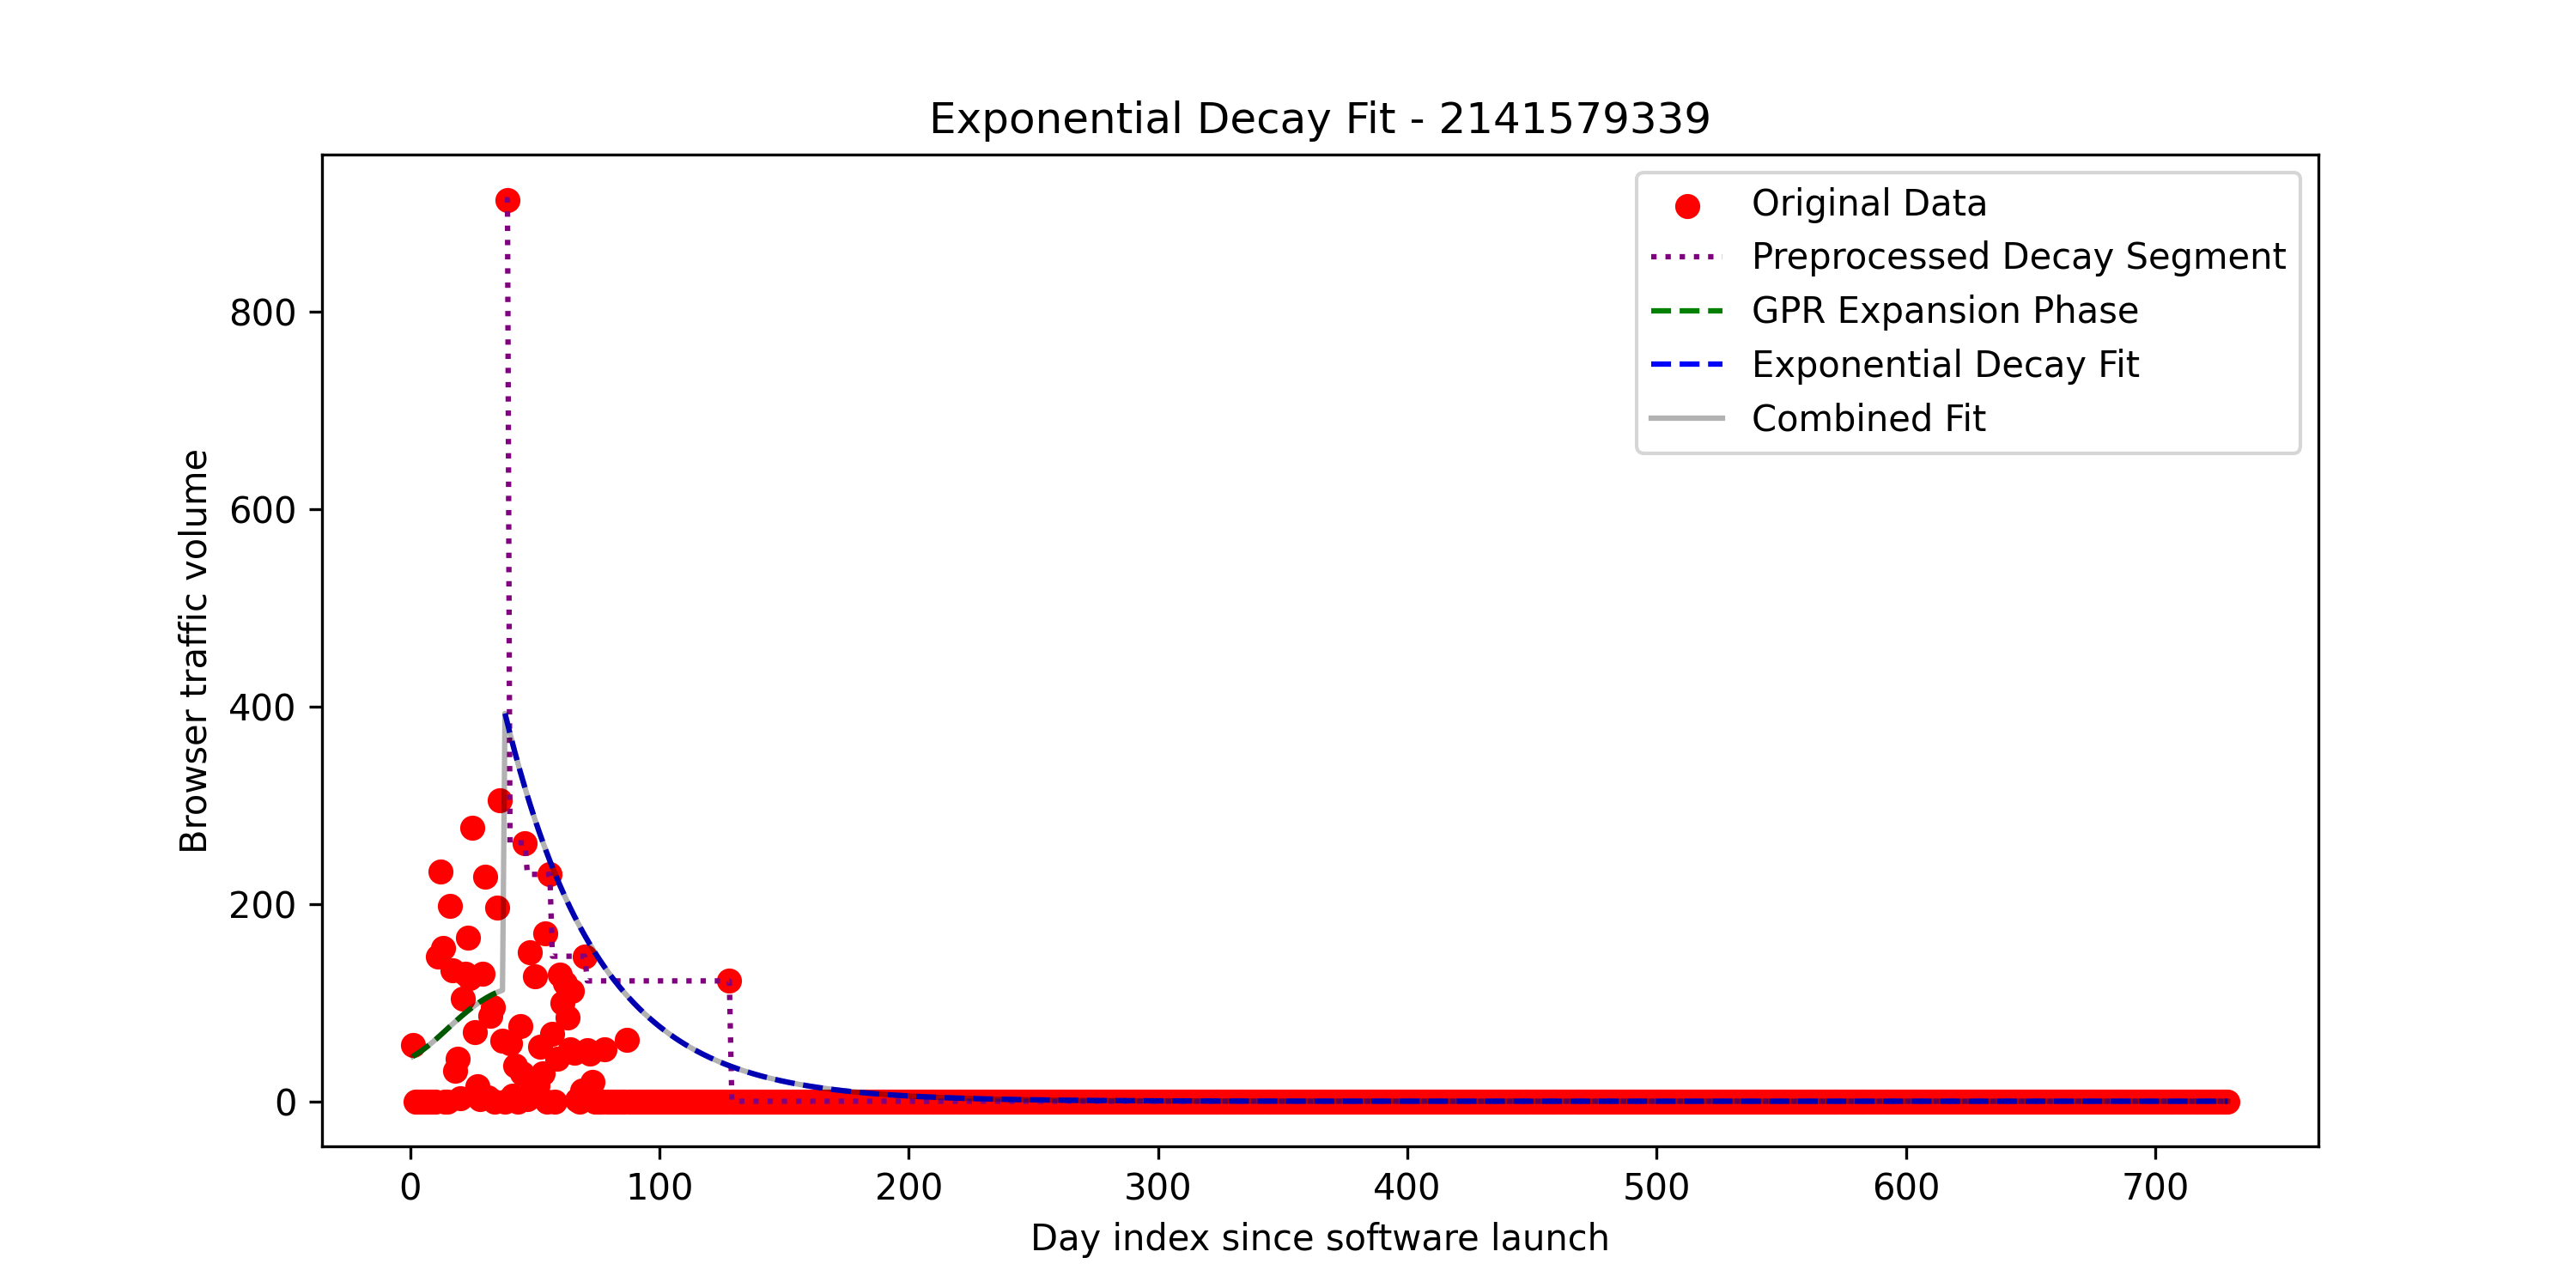 Exponential Decay Fit - 2141579339
Original Data
Preprocessed Decay Segment
GPR Expansion Phase
Exponential Decay Fit
Combined Fit
Browser traffic volume
800
600
400
200
0
0 100 200 300 400 500 600 700
Day index since software launch